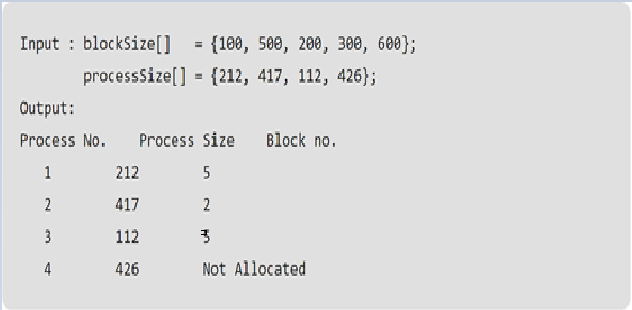 Input : blockSize[] = {100, 500, 200, 300, 600};
processSize[] = {212, 417, 112, 426};
Output:
Process No. Process Size Block no.
1 212 5
2 417 2
3 112 5
4 426 Not Allocated